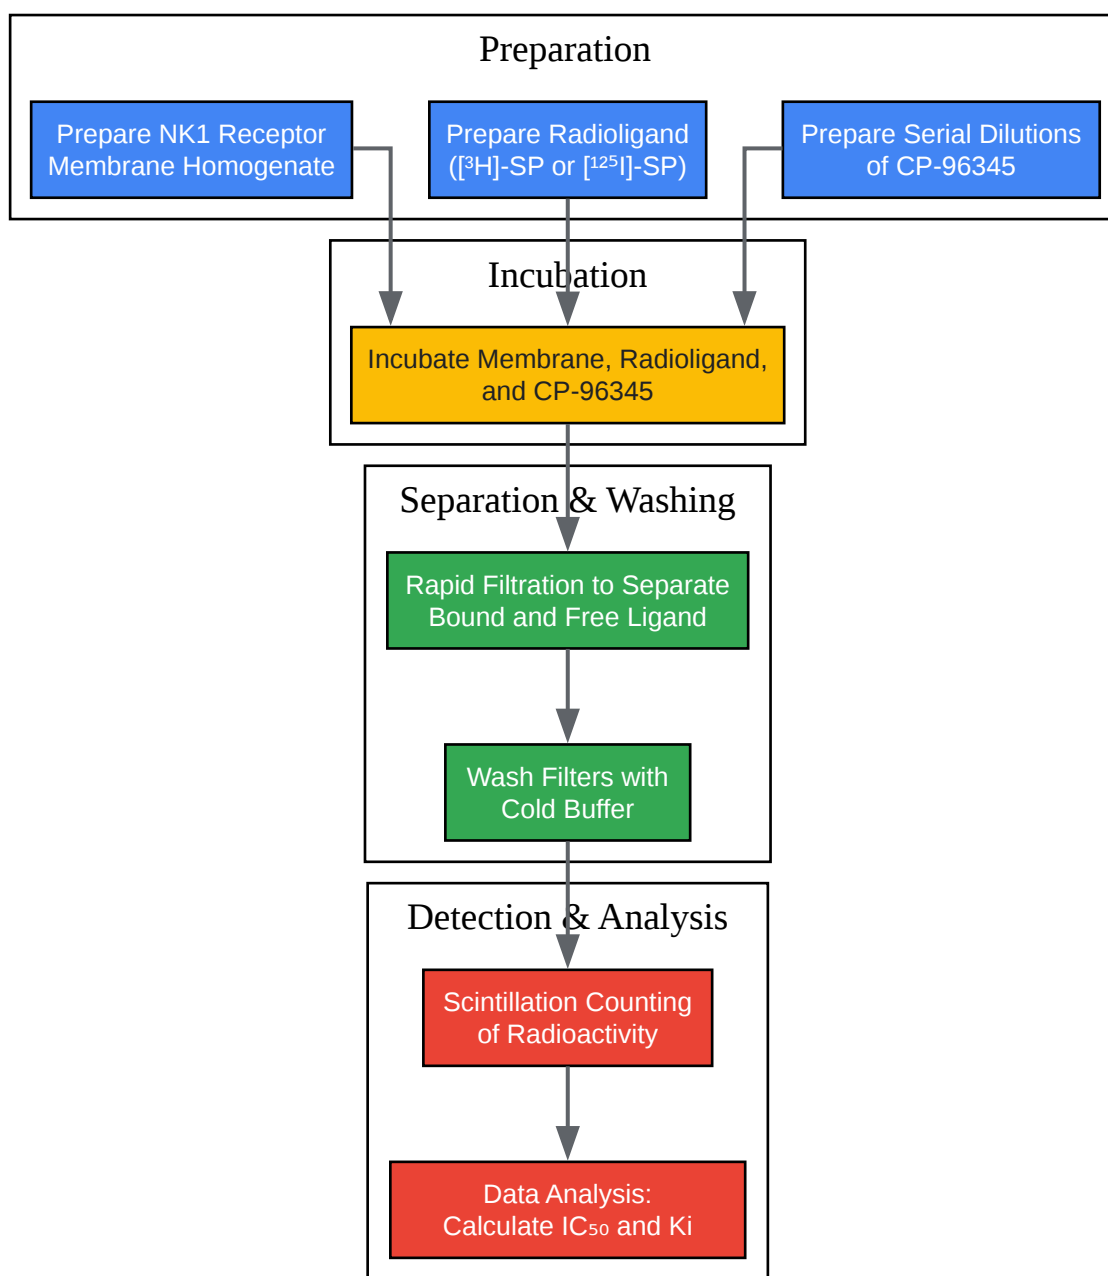 Preparation
Prepare NK1 Receptor
Membrane Homogenate
Prepare Radioligand
([³H]-SP or [¹²⁵I]-SP)
Prepare Serial Dilutions
of CP-96345
Incubation
Incubate Membrane, Radioligand,
and CP-96345
Separation & Washing
Rapid Filtration to Separate
Bound and Free Ligand
Wash Filters with
Cold Buffer
Detection & Analysis
Scintillation Counting
of Radioactivity
Data Analysis:
Calculate IC₅₀ and Ki